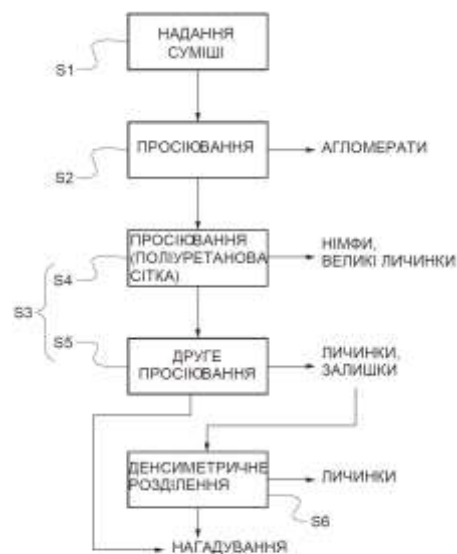 НАДАННЯ
СУМІШІ
S1
ПРОСІЮВАННЯ
АГЛОМЕРАТИ
S2
ПРОСІЮВАННЯ
(ПОЛІУРЕТАНОВА
СІТКА)
НІМФИ,
ВЕЛИКІ ЛИЧИНКИ
S4
S3
S5
ДРУГЕ
ПРОСІЮВАННЯ
ЛИЧИНКИ,
ЗАЛИШКИ
ДЕНСИМЕТРИЧНЕ
РОЗДІЛЕННЯ
ЛИЧИНКИ
S6
НАГАДУВАННЯ